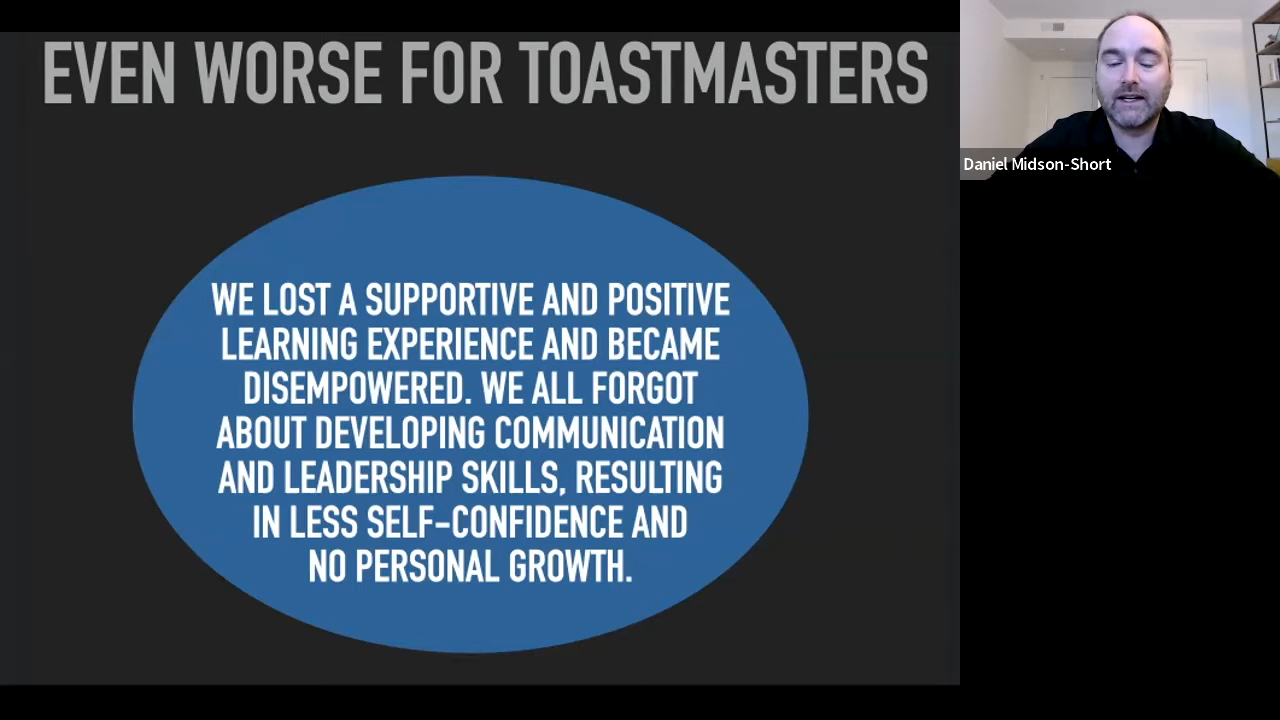 EVEN WORSE FOR TOASTMASTERS
Daniel Midson-Short
WE LOST A SUPPORTIVE AND POSITIVE
LEARNING EXPERIENCE AND BECAME
DISEMPOWERED. WE ALL FORGOT
ABOUT DEVELOPING COMMUNICATION
AND LEADERSHIP SKILLS, RESULTING
IN LESS SELF-CONFIDENCE AND
NO PERSONAL GROWTH.